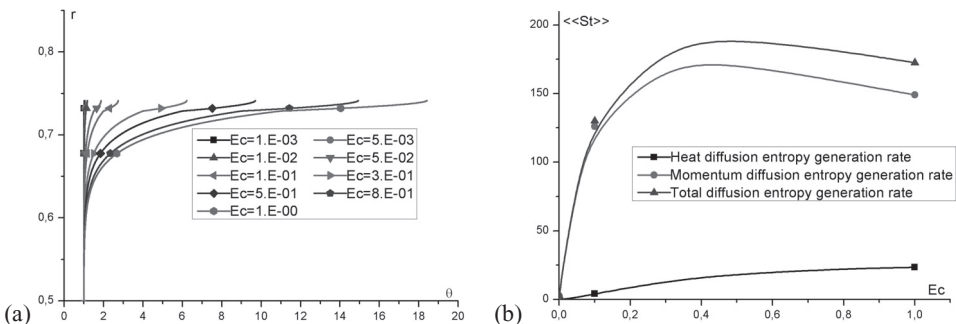 r
0,8
0,7
0,6
0,5
0 2 4 6 8 10 12 14 16 18 20
θ
Ec=1.E-03 Ec=5.E-03
Ec=1.E-02 Ec=5.E-02
Ec=1.E-01 Ec=3.E-01
Ec=5.E-01 Ec=8.E-01
Ec=1.E-00
(a)
<<St>>
200
150
100
50
0
0,0 0,2 0,4 0,6 0,8 1,0
Ec
Heat diffusion entropy generation rate
Momentum diffusion entropy generation rate
Total diffusion entropy generation rate
(b)